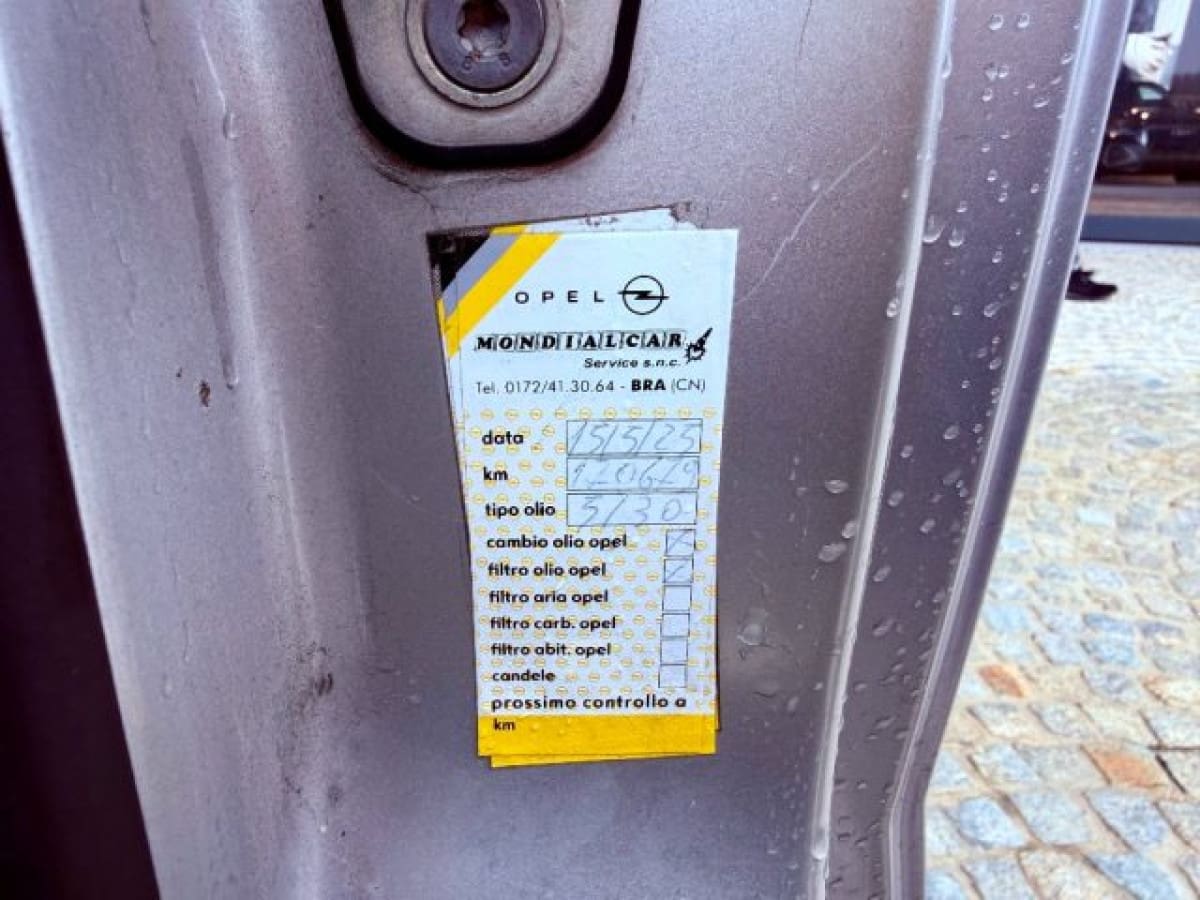 OPEL
MONDIALCAR
Service s.n.c.
Tel. 0172/41.30.64 - BRA (CN)
data 15/5/25
km
tipo olio 5/30
cambio olio opel
filtro olio opel
filtro aria opel
filtro carb. opel
filtro abit. opel
candele
prossimo controllo a
km